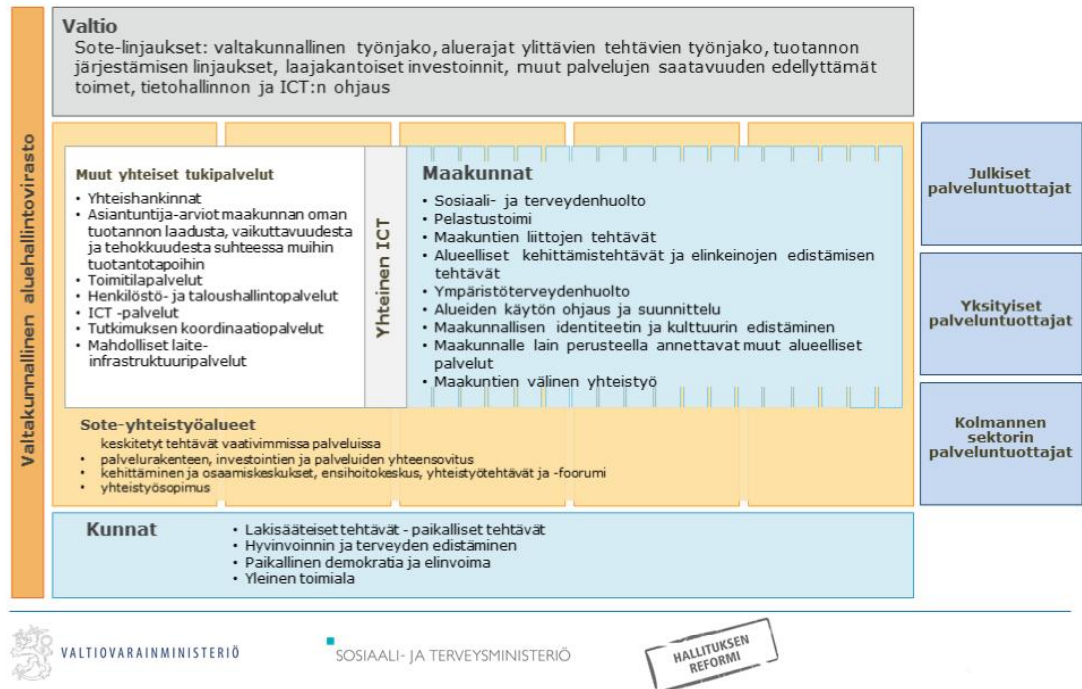 Valtakunnallinen aluehallintovirasto
Valtio
Sote-linjaukset: valtakunnallinen työnjako, aluerajat ylittävien tehtävien työnjako, tuotannon
järjestämisen linjaukset, laajakantoiset investoinnit, muut palvelujen saatavuuden edellyttämät
toimet, tietohallinnon ja ICT:n ohjaus
Muut yhteiset tukipalvelut
• Yhteishankinnat
• Asiantuntija-arviot maakunnan oman
tuotannon laadusta, vaikuttavuudesta
ja tehokkuudesta suhteessa muihin
tuotantotapoihin
• Toimitilapalvelut
• Henkilöstö- ja taloushallintopalvelut
• ICT -palvelut
• Tutkimuksen koordinaatiopalvelut
• Mahdolliset laite-
infrastruktuuripalvelut
Yhteinen ICT
Maakunnat
• Sosiaali- ja terveydenhuolto
• Pelastustoimi
• Maakuntien liittojen tehtävät
• Alueelliset kehittämistehtävät ja elinkeinojen edistämisen
tehtävät
• Ympäristöterveydenhuolto
• Alueiden käytön ohjaus ja suunnittelu
• Maakunnallisen identiteetin ja kulttuurin edistäminen
• Maakunnalle lain perusteella annettavat muut alueelliset
palvelut
• Maakuntien välinen yhteistyö
Sote-yhteistyöalueet
keskitetyt tehtävät vaativimmissa palveluissa
• palvelurakenteen, investointien ja palveluiden yhteensovitus
• kehittäminen ja osaamiskeskukset, ensihoitokeskus, yhteistyötehtävät ja -foorumi
• yhteistyösopimus
Kunnat
• Lakisääteiset tehtävät - paikalliset tehtävät
• Hyvinvoinnin ja terveyden edistäminen
• Paikallinen demokratia ja elinvoima
• Yleinen toimiala
Julkiset
palveluntuottajat
Yksityiset
palveluntuottajat
Kolmannen
sektorin
palveluntuottajat
VALTIOVARAINMINISTERIÖ
SOSIAALI- JA TERVEYSMINISTERIÖ
HALLITUKSEN
REFORMI